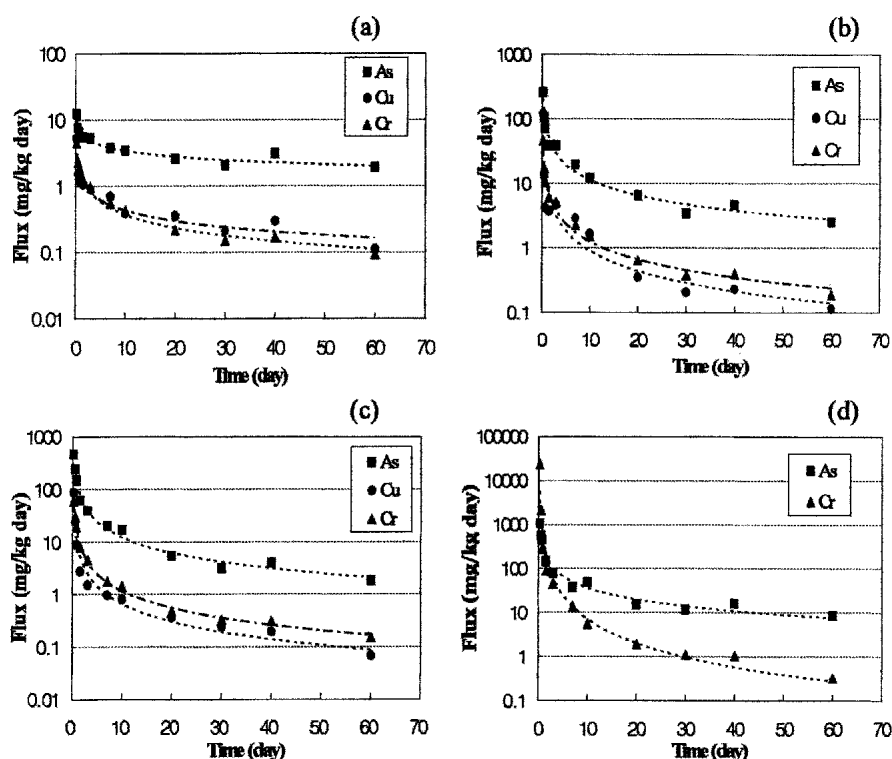 (a)
100
10
1
0.1
0.01
Flux (mg/kg day)
As
Cu
Cr
0 10 20 30 40 50 60 70
Time (day)
(b)
1000
100
10
1
0.1
Flux (mg/kg day)
As
Cu
Cr
0 10 20 30 40 50 60 70
Time (day)
(c)
1000
100
10
1
0.1
0.01
Flux (mg/kg day)
As
Cu
Cr
0 10 20 30 40 50 60 70
Time (day)
(d)
100000
10000
1000
100
10
1
0.1
Flux (mg/kg day)
As
Cr
0 10 20 30 40 50 60 70
Time (day)